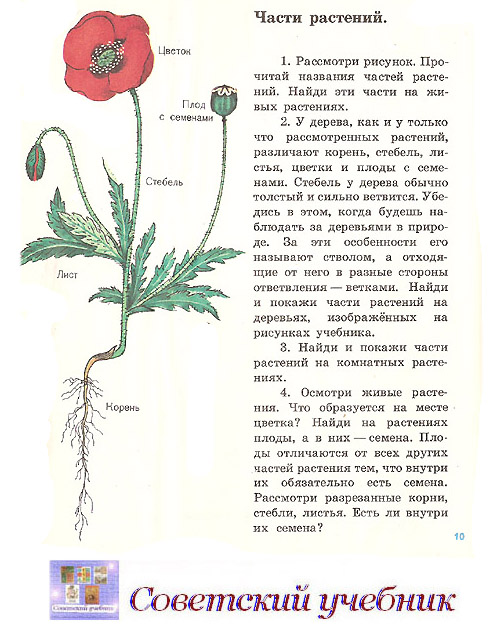 Части растений.
Цветок
Плод
с семенами
Стебель
Лист
Корень
1. Рассмотри рисунок. Про-
читай названия частей расте-
ний. Найди эти части на жи-
вых растениях.
2. У дерева, как и у только
что рассмотренных растений,
различают корень, стебель, ли-
стья, цветки и плоды с семе-
нами. Стебель у дерева обычно
толстый и сильно ветвится. Убе-
дись в этом, когда будешь на-
блюдать за деревьями в приро-
де. За эти особенности его
называют стволом, а отходя-
щие от него в разные стороны
ответвления — ветками. Найди
и покажи части растений на
деревьях, изображённых на
рисунках учебника.
3. Найди и покажи части
растений на комнатных расте-
ниях.
4. Осмотри живые расте-
ния. Что образуется на месте
цветка? Найди на растениях
плоды, а в них — семена. Пло-
ды отличаются от всех других
частей растения тем, что внутри
их обязательно есть семена.
Рассмотри разрезанные корни,
стебли, листья. Есть ли внутри
их семена?
10
Советский учебник
Советский учебник